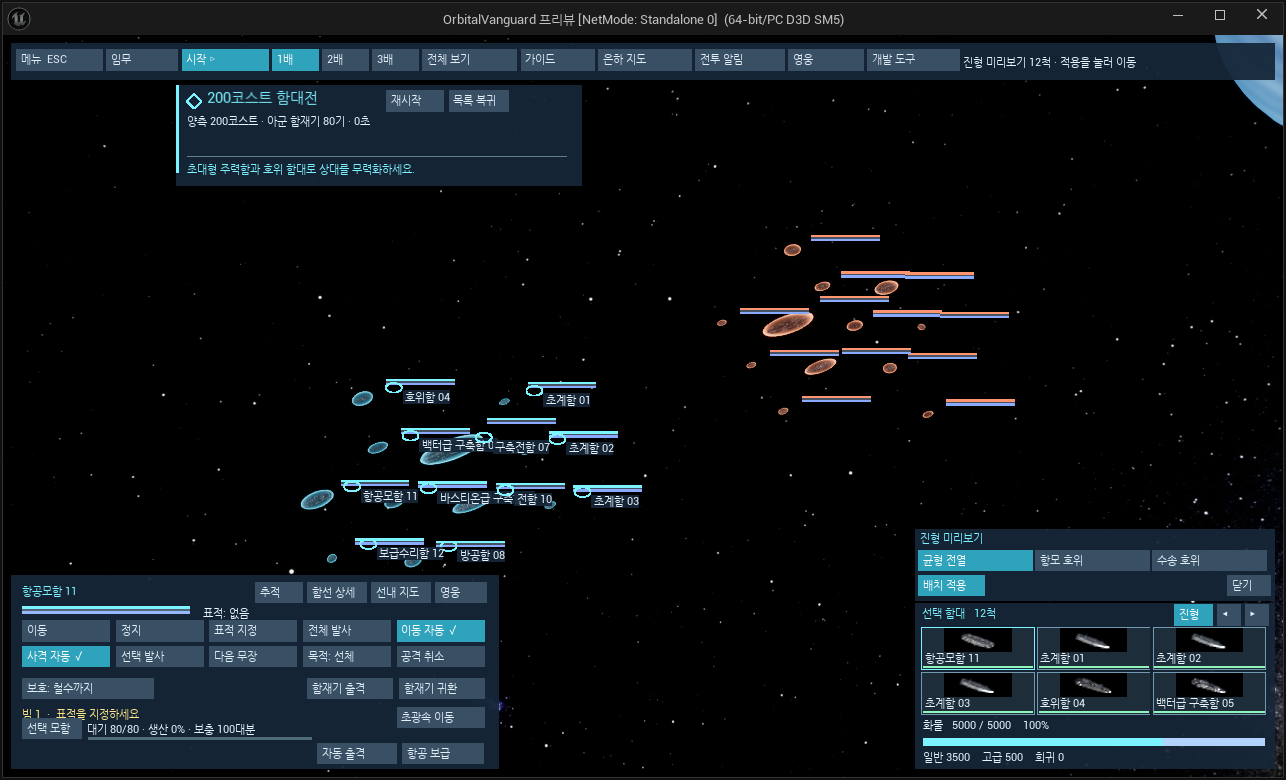 OrbitalVanguard 프리뷰 [NetMode: Standalone 0] (64-bit/PC D3D SM5)
메뉴 ESC 임무 시작 ▷ 1배 2배 3배 전체 보기 가이드 은하 지도 전투 알림 영웅 개발 도구 진형 미리보기 12척 · 적용을 눌러 이동
200코스트 함대전 재시작 목록 복귀
양측 200코스트 · 아군 함재기 80기 · 0초
초대형 주력함과 호위 함대로 상대를 무력화하세요.
호위함 04 초계함 01
백터급 구축함 구축전함 07 초계함 02
항공모함 11 바스티온급 구축 전함 10 초계함 03
보급수리함 12 방공함 08
항공모함 11 추적 함선 상세 선내 지도 영웅
표적: 없음
이동 정지 표적 지정 전체 발사 이동 자동 √
사격 자동 √ 선택 발사 다음 무장 목적: 선체 공격 취소
보호: 철수까지 함재기 출격 함재기 귀환
빔 1 · 표적을 지정하세요 초광속 이동
선택 모함 대기 80/80 · 생산 0% · 보충 100대분
자동 출격 항공 보급
진형 미리보기
균형 전열 항모 호위 수송 호위
배치 적용 닫기
선택 함대 12척 진형 ◂ ▸
항공모함 11 초계함 01 초계함 02
초계함 03 호위함 04 백터급 구축함 05
화물 5000 / 5000 100%
일반 3500 고급 500 희귀 0